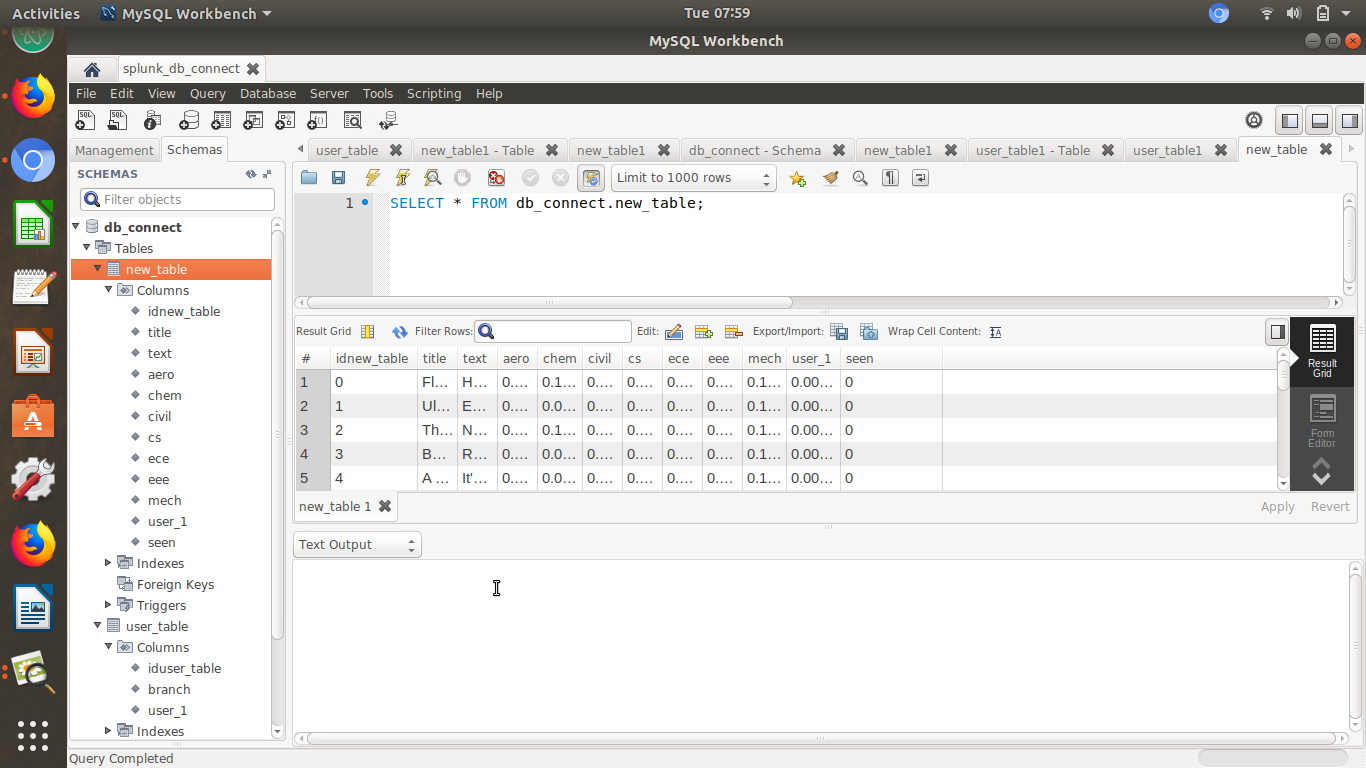 Activities MySQL Workbench Tue 07:59
MySQL Workbench
splunk_db_connect
File Edit View Query Database Server Tools Scripting Help
Management Schemas
SCHEMAS
Filter objects
db_connect
Tables
new_table
Columns
idnew_table
title
text
aero
chem
civil
cs
ece
eee
mech
user_1
seen
Indexes
Foreign Keys
Triggers
user_table
Columns
iduser_table
branch
user_1
Indexes
user_table new_table1 - Table new_table1 db_connect - Schema new_table1 user_table1 - Table user_table1 new_table
Limit to 1000 rows
1 SELECT * FROM db_connect.new_table;
Result Grid Filter Rows: Edit: Export/Import: Wrap Cell Content:
# idnew_table title text aero chem civil cs ece eee mech user_1 seen
1 0 Fl... H... 0.... 0.1... 0.... 0.... 0.... 0.... 0.1... 0.00... 0
2 1 Ul... E... 0.... 0.0... 0.... 0.... 0.... 0.... 0.1... 0.00... 0
3 2 Th... N... 0.... 0.1... 0.... 0.... 0.... 0.... 0.1... 0.00... 0
4 3 B... R... 0.... 0.0... 0.... 0.... 0.... 0.... 0.1... 0.00... 0
5 4 A ... It'... 0.... 0.0... 0.... 0.... 0.... 0.... 0.1... 0.00... 0
Result
Grid
Form
Editor
new_table 1 Apply Revert
Text Output
Query Completed